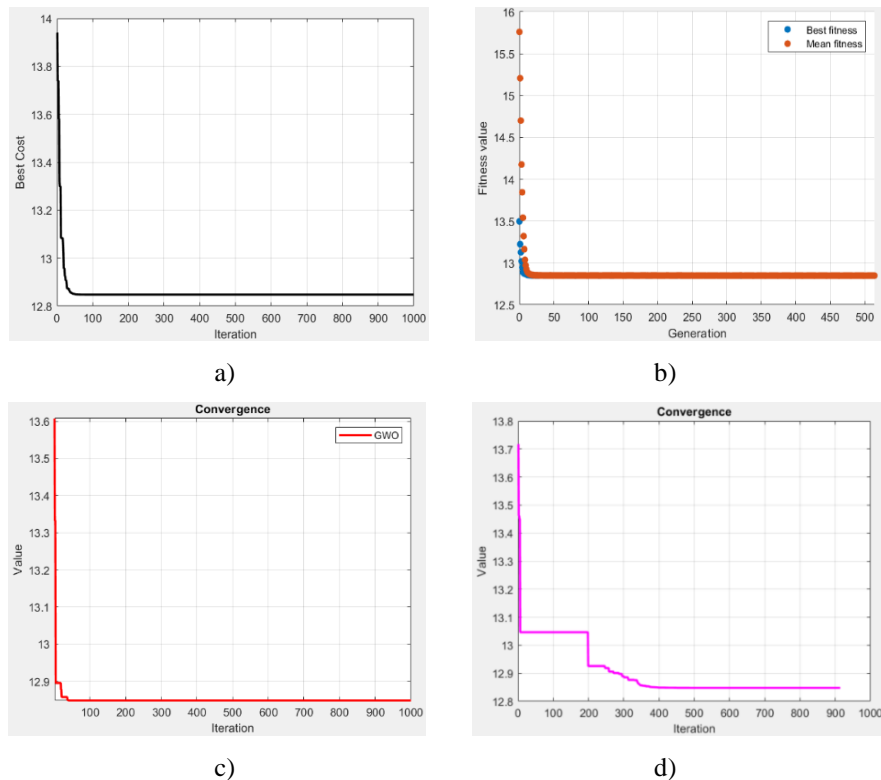 14
13.8
13.6
13.4
13.2
13
12.8
Best Cost
0 100 200 300 400 500 600 700 800 900 1000
Iteration
a)
16
15.5
15
14.5
14
13.5
13
12.5
Fitness value
Best fitness
Mean fitness
0 50 100 150 200 250 300 350 400 450 500
Generation
b)
Convergence
13.6
13.5
13.4
13.3
13.2
13.1
13
12.9
Value
GWO
100 200 300 400 500 600 700 800 900 1000
Iteration
c)
Convergence
13.8
13.7
13.6
13.5
13.4
13.3
13.2
13.1
13
12.9
12.8
Value
0 100 200 300 400 500 600 700 800 900 1000
Iteration
d)